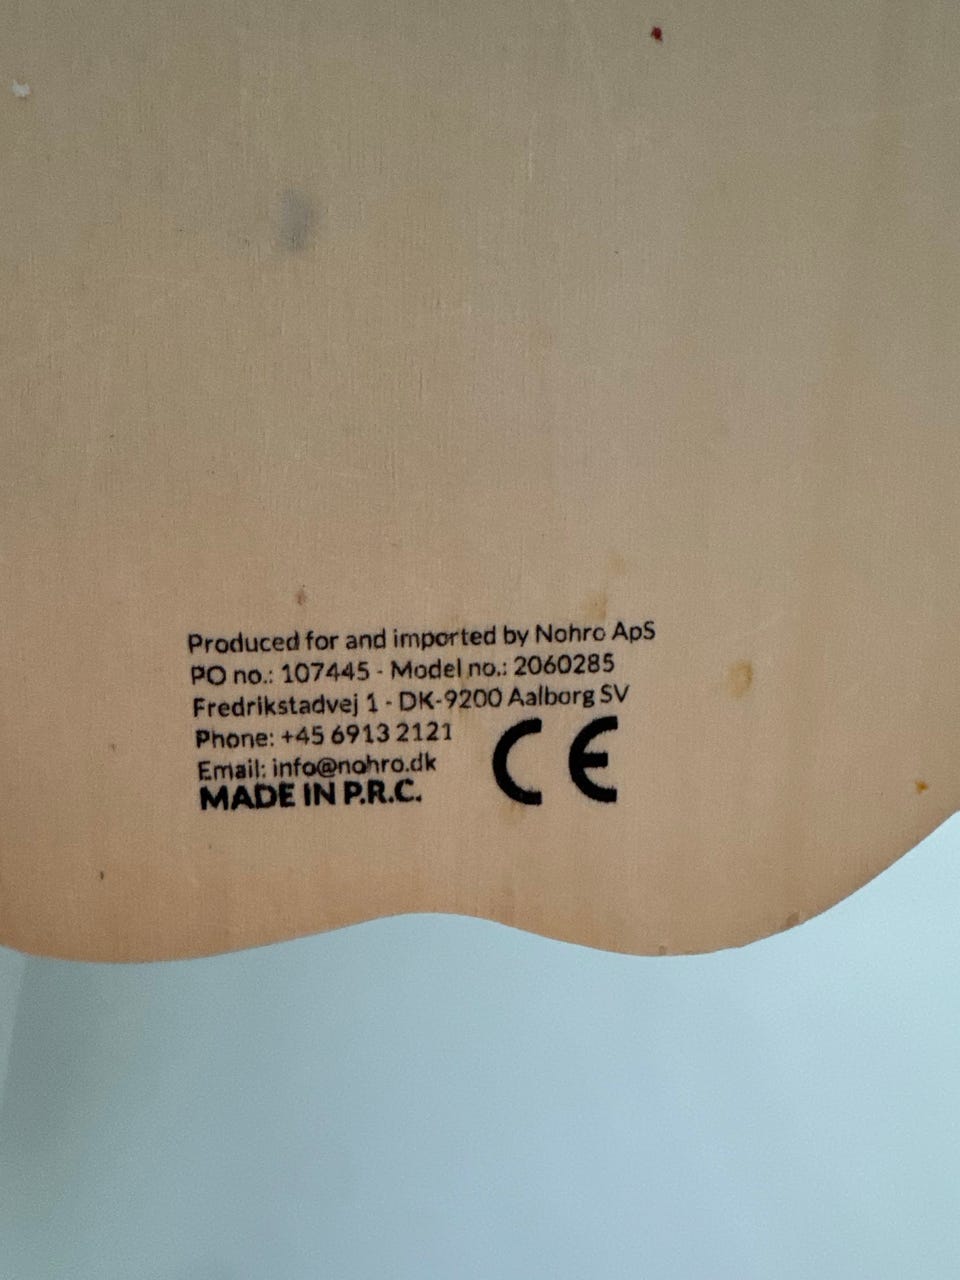 Produced for and imported by Nohro ApS
PO no.: 107445 - Model no.: 2060285
Fredrikstadvej 1 - DK-9200 Aalborg SV
Phone: +45 6913 2121
Email: info@nohro.dk
MADE IN P.R.C.
CE